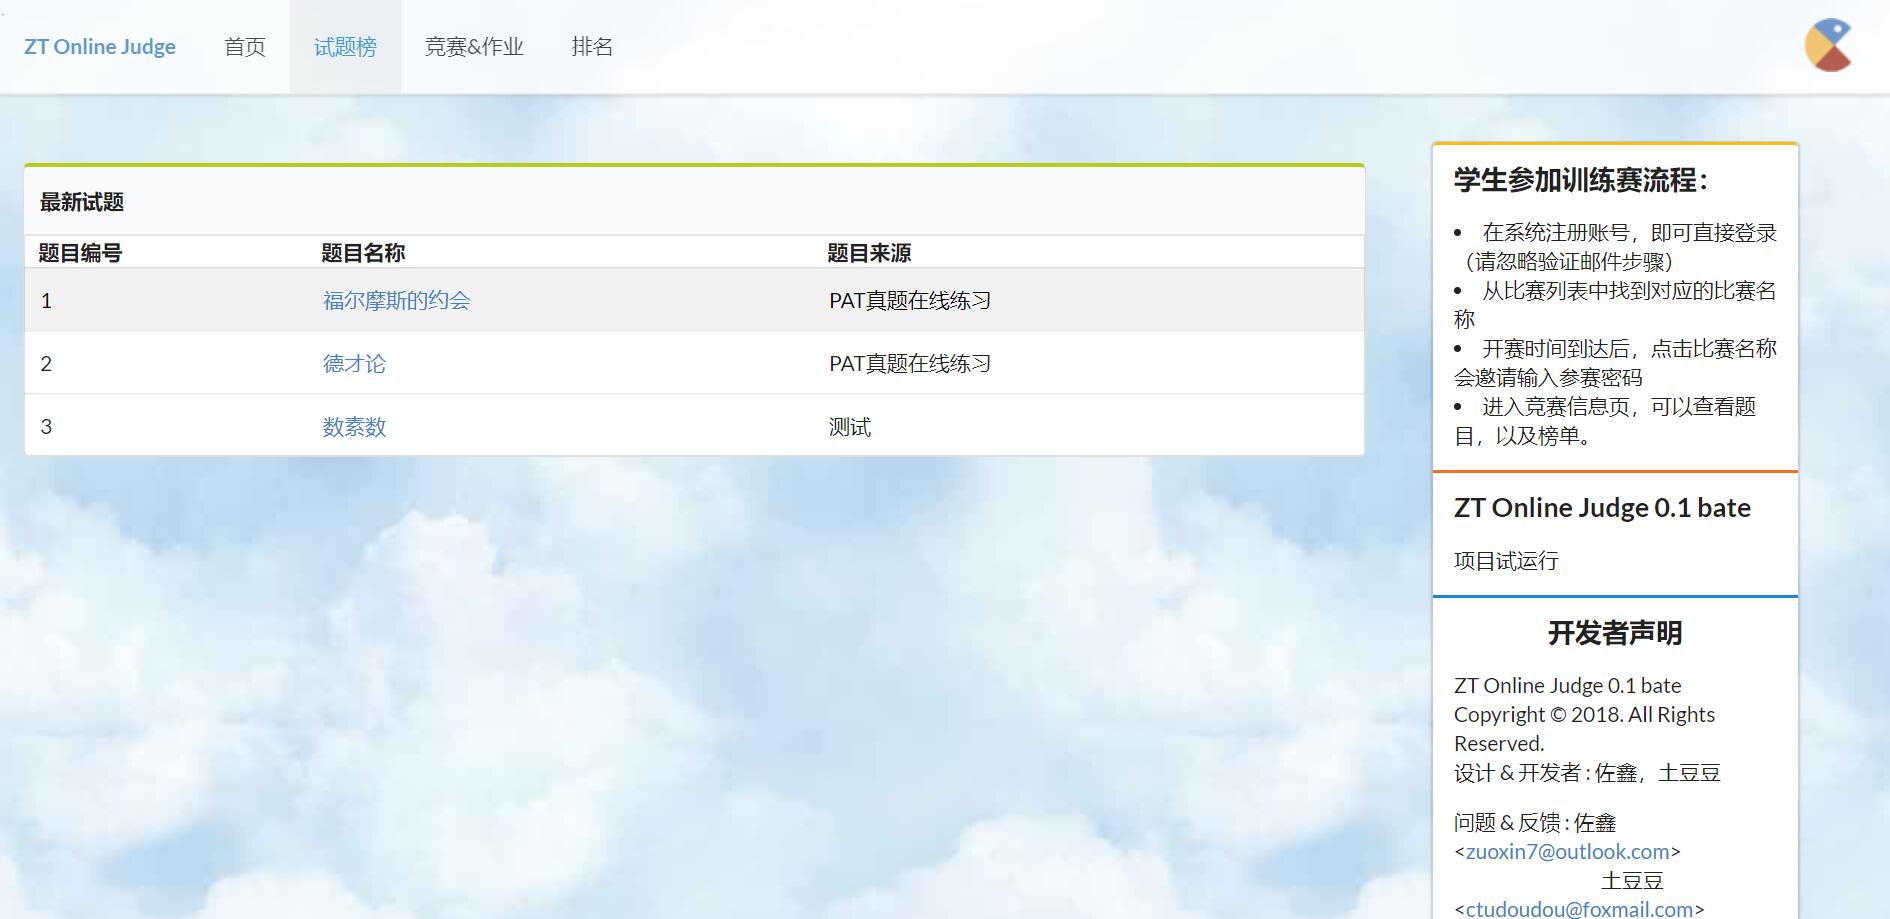 ZT Online Judge 首页 试题榜 竞赛&作业 排名
最新试题
题目编号 题目名称 题目来源
1 福尔摩斯的约会 PAT真题在线练习
2 德才论 PAT真题在线练习
3 数素数 测试
学生参加训练赛流程：
• 在系统注册账号，即可直接登录
（请忽略验证邮件步骤）
• 从比赛列表中找到对应的比赛名
称
• 开赛时间到达后，点击比赛名称
会邀请输入参赛密码
• 进入竞赛信息页，可以查看题
目，以及榜单。
ZT Online Judge 0.1 bate
项目试运行
开发者声明
ZT Online Judge 0.1 bate
Copyright © 2018. All Rights
Reserved.
设计 & 开发者 : 佐鑫，土豆豆
问题 & 反馈 : 佐鑫
<zuoxin7@outlook.com>
土豆豆
<ctudoudou@foxmail.com>